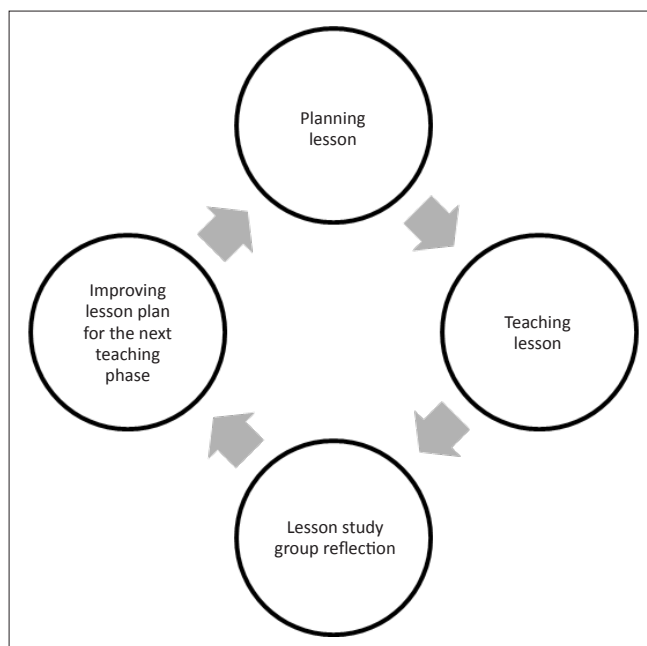 Planning
lesson
Teaching
lesson
Lesson study
group reflection
Improving
lesson plan
for the next
teaching
phase